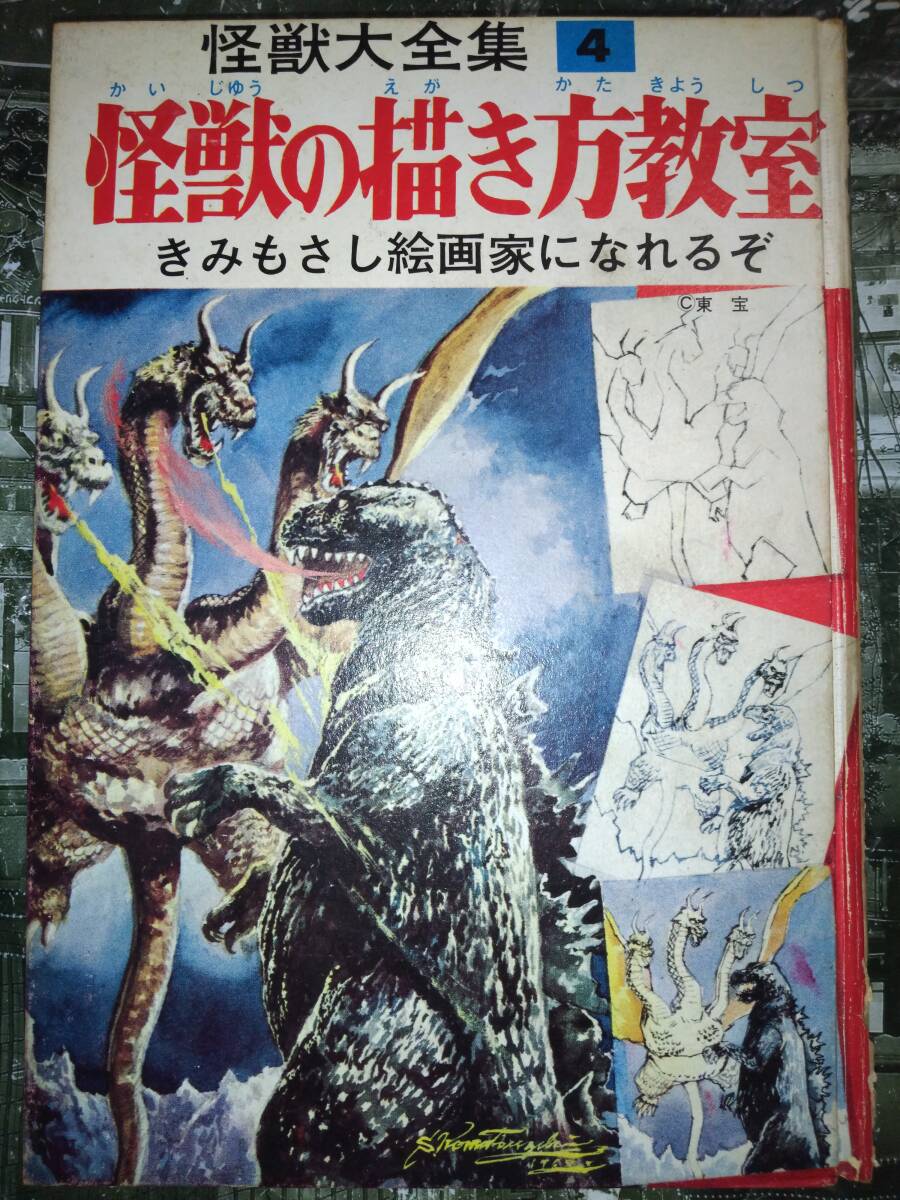 怪獣大全集 4
かい じゆう えが かた きよう しつ
怪獣の描き方教室
きみもさし絵画家になれるぞ
©東宝